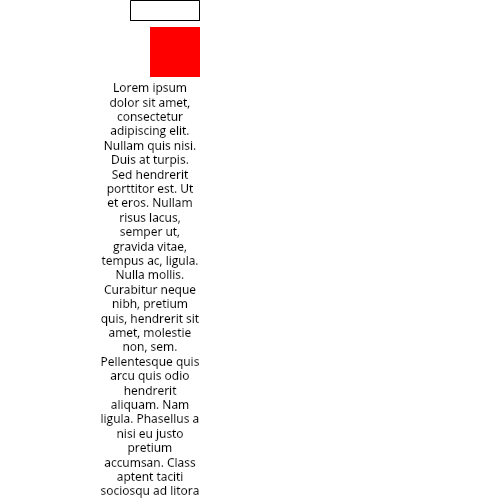 Lorem ipsum
dolor sit amet,
consectetur
adipiscing elit.
Nullam quis nisi.
Duis at turpis.
Sed hendrerit
porttitor est. Ut
et eros. Nullam
risus lacus,
semper ut,
gravida vitae,
tempus ac, ligula.
Nulla mollis.
Curabitur neque
nibh, pretium
quis, hendrerit sit
amet, molestie
non, sem.
Pellentesque quis
arcu quis odio
hendrerit
aliquam. Nam
ligula. Phasellus a
nisi eu justo
pretium
accumsan. Class
aptent taciti
sociosqu ad litora